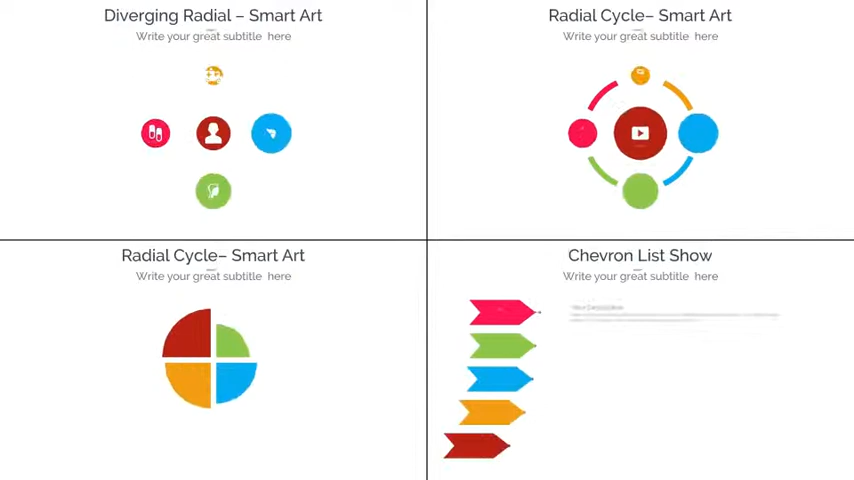 Diverging Radial – Smart Art
Write your great subtitle here
Radial Cycle– Smart Art
Write your great subtitle here
Radial Cycle– Smart Art
Write your great subtitle here
Chevron List Show
Write your great subtitle here